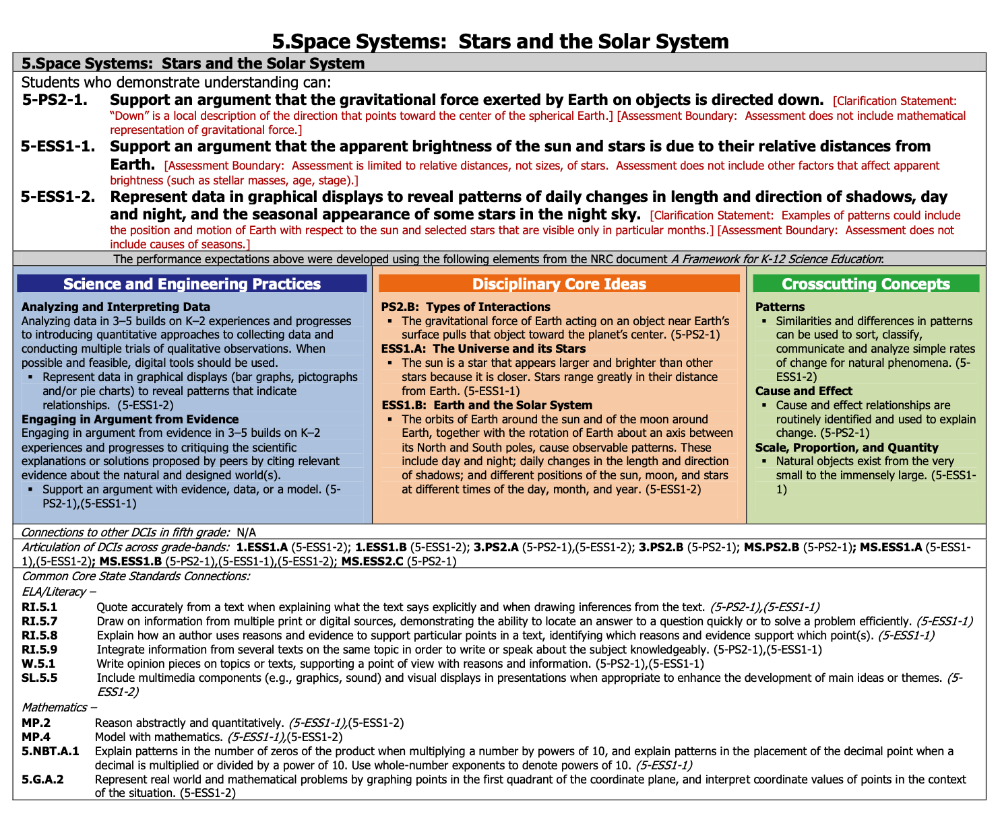 5.Space Systems:  Stars and the Solar System
5.Space Systems:  Stars and the Solar System
Students who demonstrate understanding can:
5-PS2-1. Support an argument that the gravitational force exerted by Earth on objects is directed down. [Clarification Statement:
“Down” is a local description of the direction that points toward the center of the spherical Earth.] [Assessment Boundary:  Assessment does not include mathematical
representation of gravitational force.]
5-ESS1-1. Support an argument that the apparent brightness of the sun and stars is due to their relative distances from
Earth. [Assessment Boundary:  Assessment is limited to relative distances, not sizes, of stars.  Assessment does not include other factors that affect apparent
brightness (such as stellar masses, age, stage).]
5-ESS1-2. Represent data in graphical displays to reveal patterns of daily changes in length and direction of shadows, day
and night, and the seasonal appearance of some stars in the night sky. [Clarification Statement:  Examples of patterns could include
the position and motion of Earth with respect to the sun and selected stars that are visible only in particular months.] [Assessment Boundary:  Assessment does not
include causes of seasons.]
The performance expectations above were developed using the following elements from the NRC document A Framework for K-12 Science Education:
Science and Engineering Practices
Analyzing and Interpreting Data
Analyzing data in 3–5 builds on K–2 experiences and progresses
to introducing quantitative approaches to collecting data and
conducting multiple trials of qualitative observations. When
possible and feasible, digital tools should be used.
▪ Represent data in graphical displays (bar graphs, pictographs
and/or pie charts) to reveal patterns that indicate
relationships.  (5-ESS1-2)
Engaging in Argument from Evidence
Engaging in argument from evidence in 3–5 builds on K–2
experiences and progresses to critiquing the scientific
explanations or solutions proposed by peers by citing relevant
evidence about the natural and designed world(s).
▪ Support an argument with evidence, data, or a model. (5-
PS2-1),(5-ESS1-1)
Disciplinary Core Ideas
PS2.B:  Types of Interactions
▪ The gravitational force of Earth acting on an object near Earth’s
surface pulls that object toward the planet’s center. (5-PS2-1)
ESS1.A:  The Universe and its Stars
▪ The sun is a star that appears larger and brighter than other
stars because it is closer. Stars range greatly in their distance
from Earth. (5-ESS1-1)
ESS1.B:  Earth and the Solar System
▪ The orbits of Earth around the sun and of the moon around
Earth, together with the rotation of Earth about an axis between
its North and South poles, cause observable patterns. These
include day and night; daily changes in the length and direction
of shadows; and different positions of the sun, moon, and stars
at different times of the day, month, and year. (5-ESS1-2)
Crosscutting Concepts
Patterns
▪ Similarities and differences in patterns
can be used to sort, classify,
communicate and analyze simple rates
of change for natural phenomena. (5-
ESS1-2)
Cause and Effect
▪ Cause and effect relationships are
routinely identified and used to explain
change. (5-PS2-1)
Scale, Proportion, and Quantity
▪ Natural objects exist from the very
small to the immensely large. (5-ESS1-
1)
Connections to other DCIs in fifth grade:  N/A
Articulation of DCIs across grade-bands:  1.ESS1.A (5-ESS1-2); 1.ESS1.B (5-ESS1-2); 3.PS2.A (5-PS2-1),(5-ESS1-2); 3.PS2.B (5-PS2-1); MS.PS2.B (5-PS2-1); MS.ESS1.A (5-ESS1-
1),(5-ESS1-2); MS.ESS1.B (5-PS2-1),(5-ESS1-1),(5-ESS1-2); MS.ESS2.C (5-PS2-1)
Common Core State Standards Connections:
ELA/Literacy –
RI.5.1 Quote accurately from a text when explaining what the text says explicitly and when drawing inferences from the text. (5-PS2-1),(5-ESS1-1)
RI.5.7 Draw on information from multiple print or digital sources, demonstrating the ability to locate an answer to a question quickly or to solve a problem efficiently. (5-ESS1-1)
RI.5.8 Explain how an author uses reasons and evidence to support particular points in a text, identifying which reasons and evidence support which point(s). (5-ESS1-1)
RI.5.9 Integrate information from several texts on the same topic in order to write or speak about the subject knowledgeably. (5-PS2-1),(5-ESS1-1)
W.5.1 Write opinion pieces on topics or texts, supporting a point of view with reasons and information. (5-PS2-1),(5-ESS1-1)
SL.5.5 Include multimedia components (e.g., graphics, sound) and visual displays in presentations when appropriate to enhance the development of main ideas or themes. (5-
ESS1-2)
Mathematics –
MP.2 Reason abstractly and quantitatively. (5-ESS1-1),(5-ESS1-2)
MP.4 Model with mathematics. (5-ESS1-1),(5-ESS1-2)
5.NBT.A.1 Explain patterns in the number of zeros of the product when multiplying a number by powers of 10, and explain patterns in the placement of the decimal point when a
decimal is multiplied or divided by a power of 10. Use whole-number exponents to denote powers of 10. (5-ESS1-1)
5.G.A.2 Represent real world and mathematical problems by graphing points in the first quadrant of the coordinate plane, and interpret coordinate values of points in the context
of the situation. (5-ESS1-2)